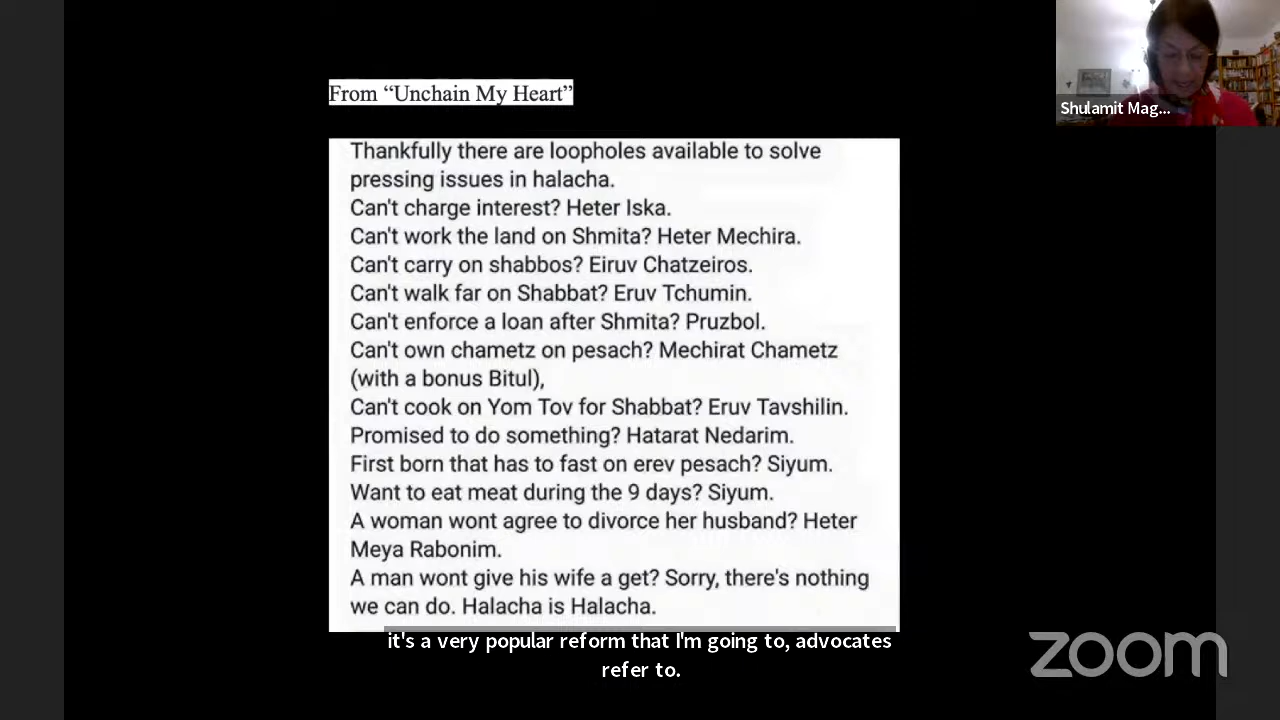 From “Unchain My Heart”
Shulamit Mag...
Thankfully there are loopholes available to solve
pressing issues in halacha.
Can't charge interest? Heter Iska.
Can't work the land on Shmita? Heter Mechira.
Can't carry on shabbos? Eiruv Chatzeiros.
Can't walk far on Shabbat? Eruv Tchumin.
Can't enforce a loan after Shmita? Pruzbol.
Can't own chametz on pesach? Mechirat Chametz
(with a bonus Bitul),
Can't cook on Yom Tov for Shabbat? Eruv Tavshilin.
Promised to do something? Hatarat Nedarim.
First born that has to fast on erev pesach? Siyum.
Want to eat meat during the 9 days? Siyum.
A woman wont agree to divorce her husband? Heter
Meya Rabonim.
A man wont give his wife a get? Sorry, there's nothing
we can do. Halacha is Halacha.
it's a very popular reform that I'm going to, advocates
refer to.
zoom